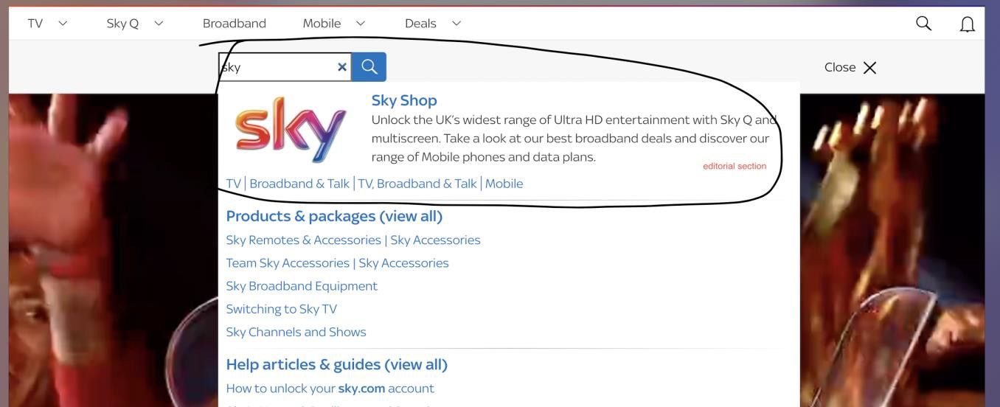 TV Sky Q Broadband Mobile Deals
sky
Close
sky
Sky Shop
Unlock the UK's widest range of Ultra HD entertainment with Sky Q and
multiscreen. Take a look at our best broadband deals and discover our
range of Mobile phones and data plans.
editorial section
TV | Broadband & Talk | TV, Broadband & Talk | Mobile
Products & packages (view all)
Sky Remotes & Accessories | Sky Accessories
Team Sky Accessories | Sky Accessories
Sky Broadband Equipment
Switching to Sky TV
Sky Channels and Shows
Help articles & guides (view all)
How to unlock your sky.com account